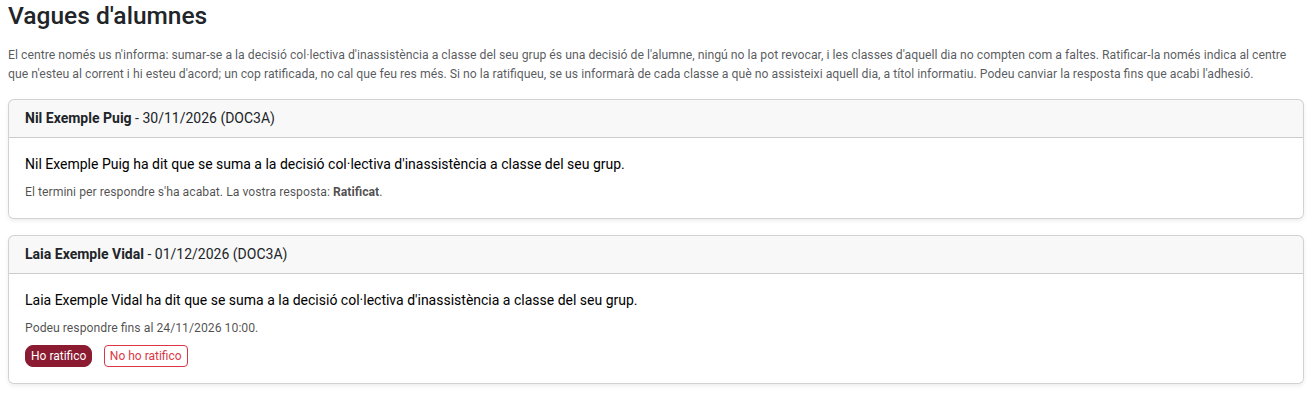 Vagues d'alumnes
El centre només us n'informa: sumar-se a la decisió col·lectiva d'inassistència a classe del seu grup és una decisió de l'alumne, ningú no la pot revocar, i les classes d'aquell dia no compten com a faltes. Ratificar-la només indica al centre
que n'esteu al corrent i hi esteu d'acord; un cop ratificada, no cal que feu res més. Si no la ratifiqueu, se us informarà de cada classe a què no assisteixi aquell dia, a títol informatiu. Podeu canviar la resposta fins que acabi l'adhesió.
Nil Exemple Puig - 30/11/2026 (DOC3A)
Nil Exemple Puig ha dit que se suma a la decisió col·lectiva d'inassistència a classe del seu grup.
El termini per respondre s'ha acabat. La vostra resposta: Ratificat.
Laia Exemple Vidal - 01/12/2026 (DOC3A)
Laia Exemple Vidal ha dit que se suma a la decisió col·lectiva d'inassistència a classe del seu grup.
Podeu respondre fins al 24/11/2026 10:00.
Ho ratifico No ho ratifico